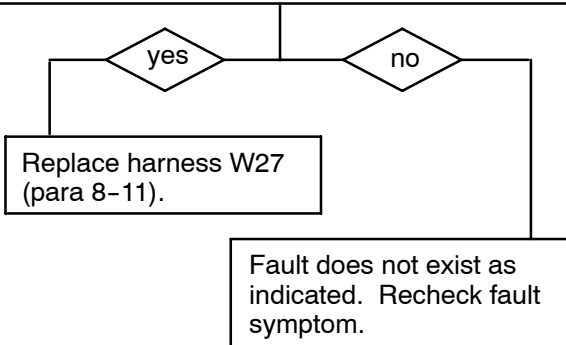 yes
no
Replace harness W27
(para 8-11).
Fault does not exist as
indicated.  Recheck fault
symptom.